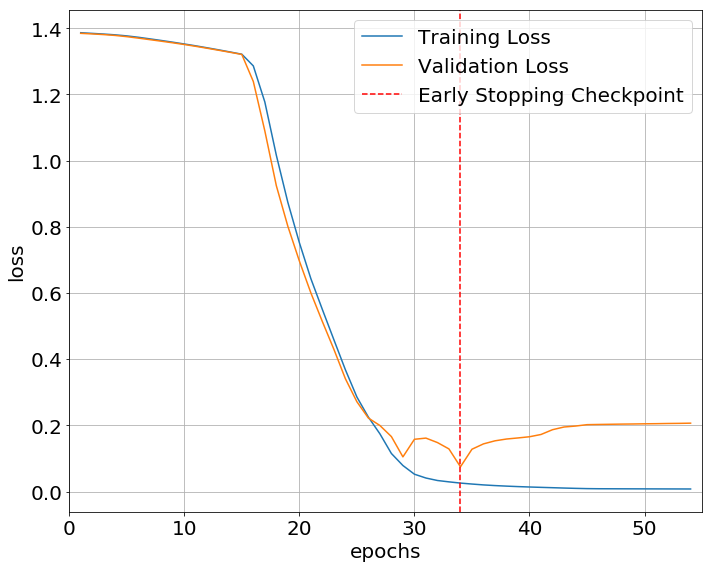 1.4
1.2
1.0
0.8
0.6
0.4
0.2
0.0
loss
Training Loss
Validation Loss
Early Stopping Checkpoint
0 10 20 30 40 50
epochs